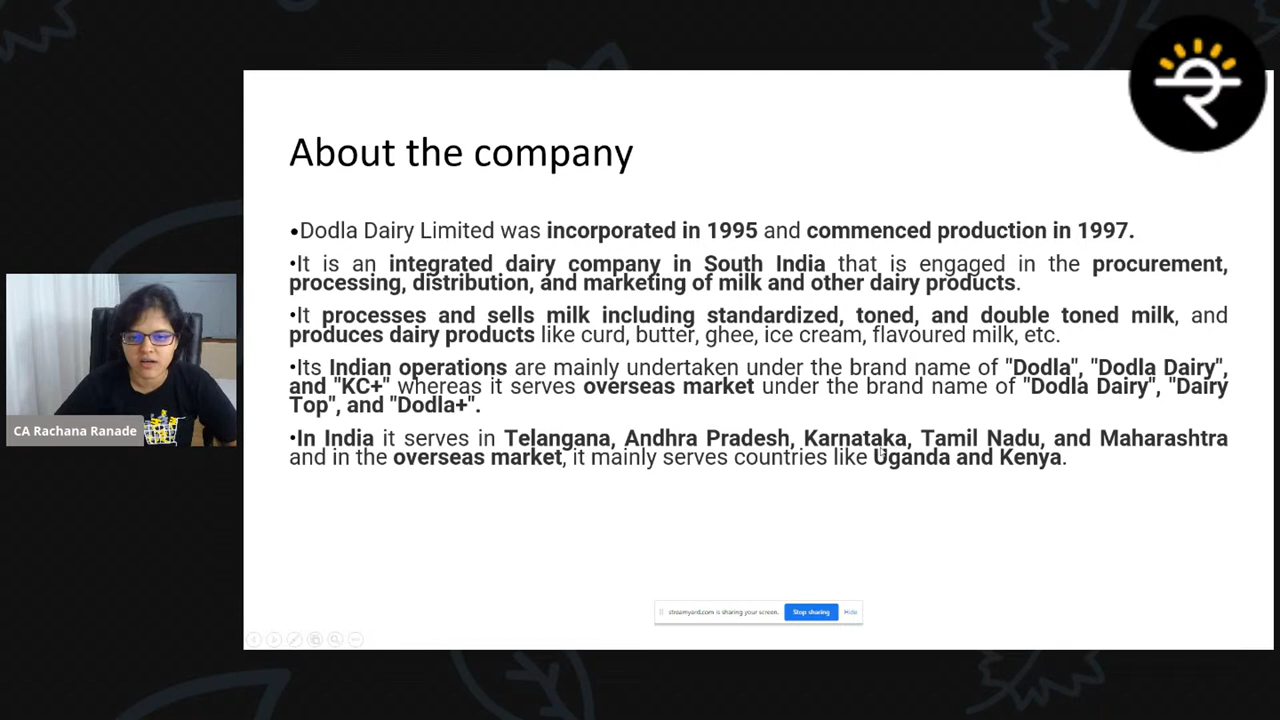 About the company
•Dodla Dairy Limited was incorporated in 1995 and commenced production in 1997.
•It is an integrated dairy company in South India that is engaged in the procurement,
processing, distribution, and marketing of milk and other dairy products.
•It processes and sells milk including standardized, toned, and double toned milk, and
produces dairy products like curd, butter, ghee, ice cream, flavoured milk, etc.
•Its Indian operations are mainly undertaken under the brand name of "Dodla", "Dodla Dairy",
and "KC+" whereas it serves overseas market under the brand name of "Dodla Dairy", "Dairy
Top", and "Dodla+".
•In India it serves in Telangana, Andhra Pradesh, Karnataka, Tamil Nadu, and Maharashtra
and in the overseas market, it mainly serves countries like Uganda and Kenya.
CA Rachana Ranade
streamyard.com is sharing your screen. Stop sharing Hide